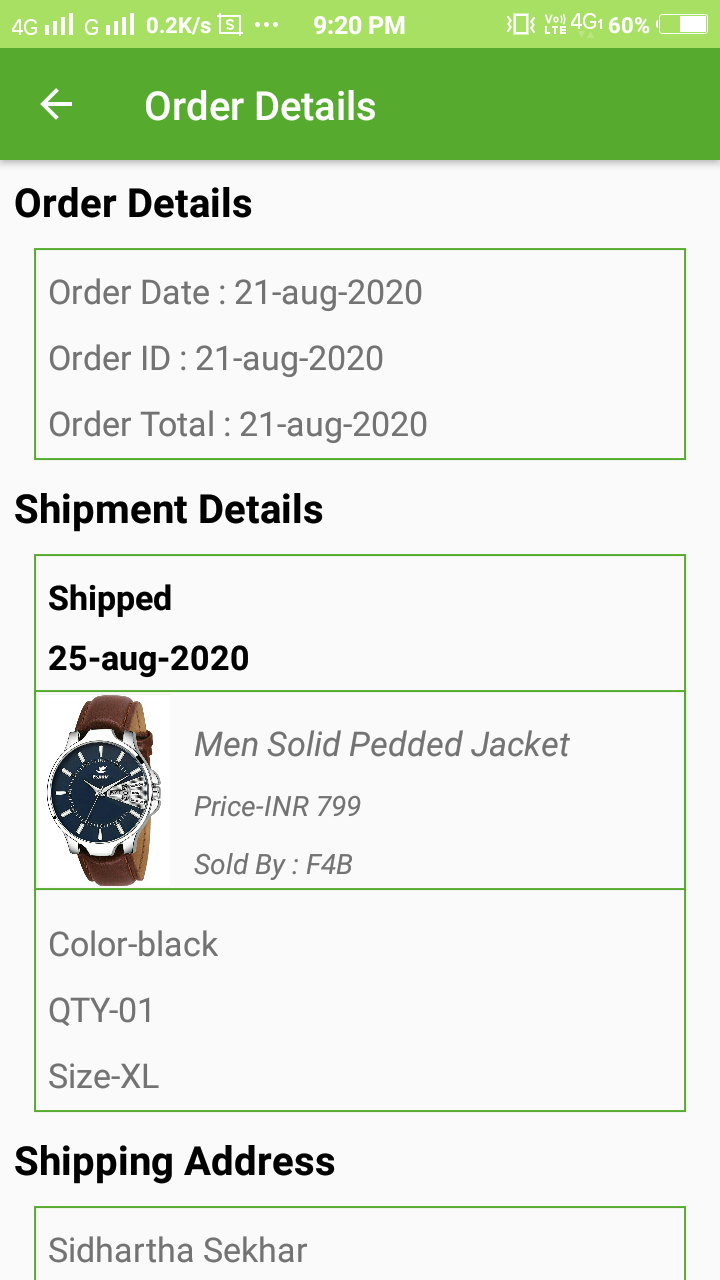 4G G 0.2K/s S ... 9:20 PM Vo)) LTE 4G1 60%
Order Details
Order Details
Order Date : 21-aug-2020
Order ID : 21-aug-2020
Order Total : 21-aug-2020
Shipment Details
Shipped
25-aug-2020
Men Solid Pedded Jacket
Price-INR 799
Sold By : F4B
Color-black
QTY-01
Size-XL
Shipping Address
Sidhartha Sekhar